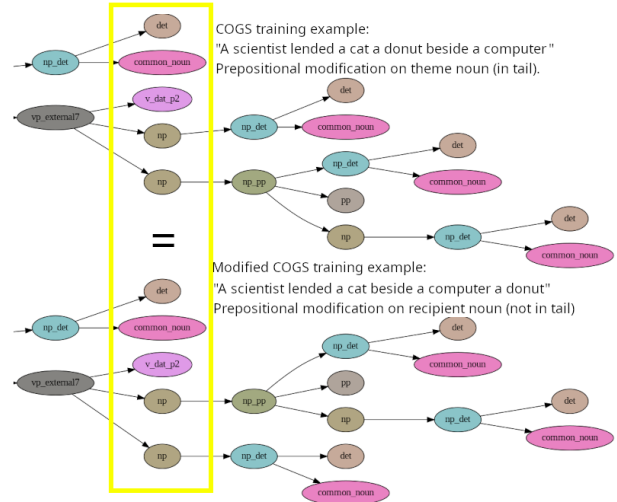 det
COGS training example:
"A scientist lended a cat a donut beside a computer"
np_det
common_noun
Prepositional modification on theme noun (in tail).
v_dat_p2
det
vp_external7
np
np_det
common_noun
det
np_det
np
np_pp
common_noun
pp
det
np
np_det
common_noun
=
Modified COGS training example:
det
"A scientist lended a cat beside a computer a donut"
Prepositional modification on recipient noun (not in tail)
np_det
common_noun
det
np_det
v_dat_p2
common_noun
vp_external7
pp
np
np_pp
det
np
np_det
common_noun
np
np_det
det
common_noun